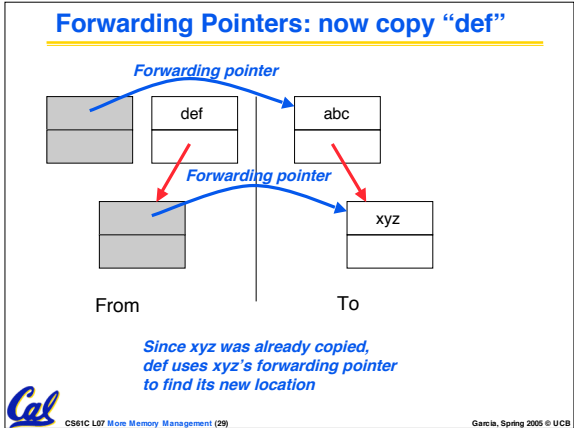 Forwarding Pointers: now copy “def”
Forwarding pointer
def
abc
Forwarding pointer
xyz
From
To
Since xyz was already copied,
def uses xyz’s forwarding pointer
to find its new location
Cal
CS61C L07 More Memory Management (29)
Garcia, Spring 2005 © UCB